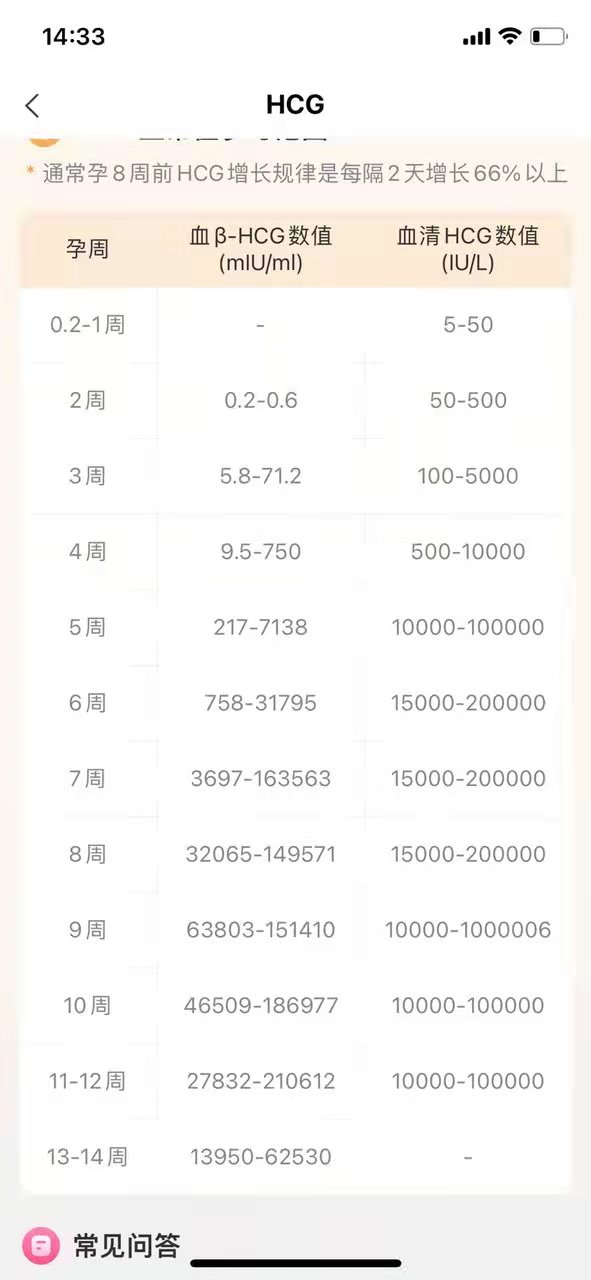 14:33
HCG
* 通常孕8周前HCG增长规律是每隔2天增长66%以上
孕周 血β-HCG数值 (mIU/ml) 血清HCG数值 (IU/L)
0.2-1周 - 5-50
2周 0.2-0.6 50-500
3周 5.8-71.2 100-5000
4周 9.5-750 500-10000
5周 217-7138 10000-100000
6周 758-31795 15000-200000
7周 3697-163563 15000-200000
8周 32065-149571 15000-200000
9周 63803-151410 10000-1000006
10周 46509-186977 10000-100000
11-12周 27832-210612 10000-100000
13-14周 13950-62530 -
常见问答